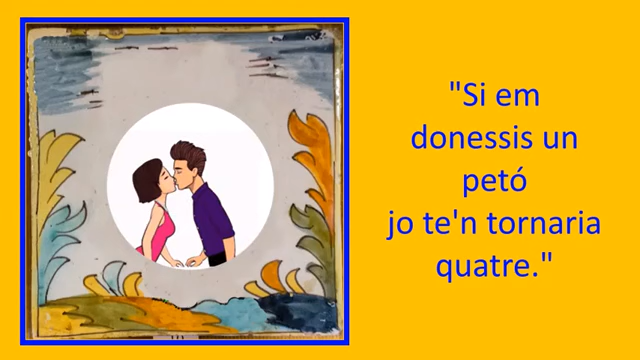 "Si em
donessis un
petó
jo te'n tornaria
quatre."